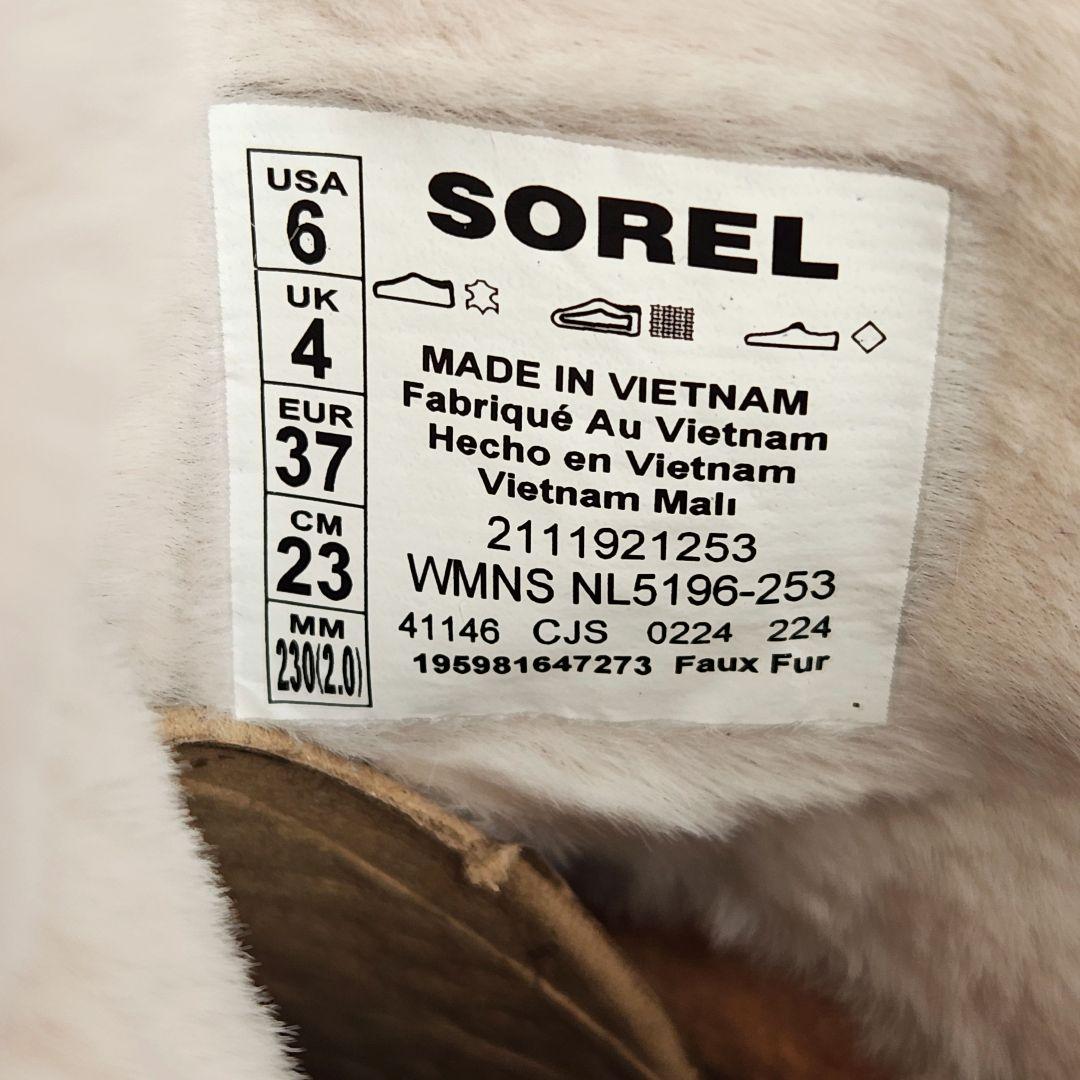 USA
6
UK
4
EUR
37
CM
23
MM
230(2.0)
SOREL
MADE IN VIETNAM
Fabriqué Au Vietnam
Hecho en Vietnam
Vietnam Malı
2111921253
WMNS NL5196-253
41146 CJS 0224 224
195981647273 Faux Fur